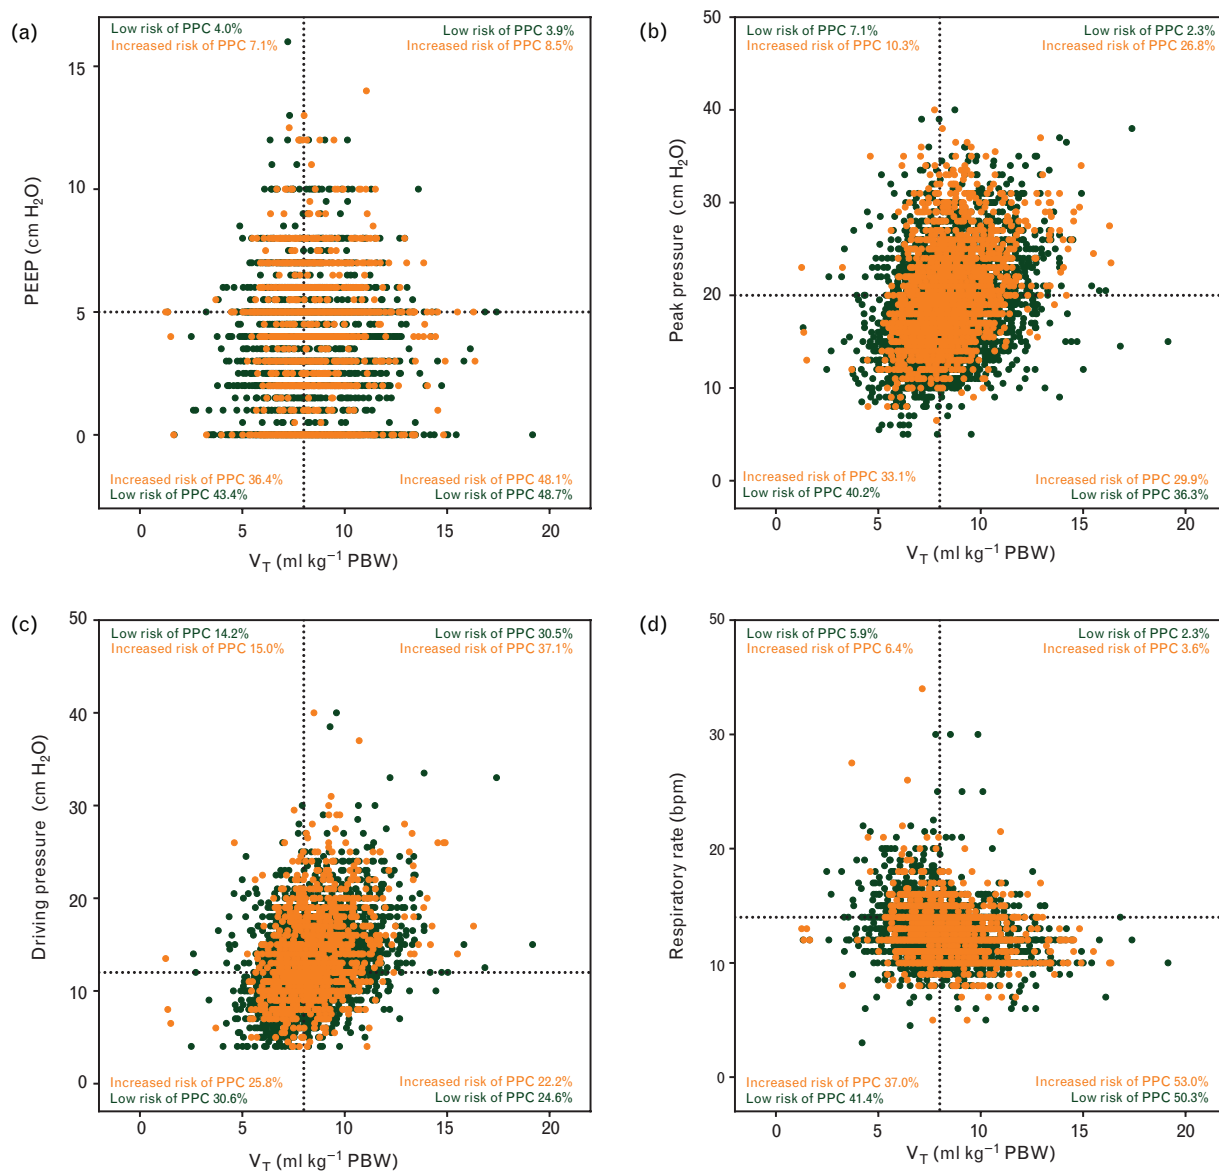 (a)
Low risk of PPC 4.0%
Increased risk of PPC 7.1%
Low risk of PPC 3.9%
Increased risk of PPC 8.5%
15
10
5
0
PEEP (cm H2O)
Increased risk of PPC 36.4%
Low risk of PPC 43.4%
Increased risk of PPC 48.1%
Low risk of PPC 48.7%
0 5 10 15 20
VT (ml kg−1 PBW)
(b)
50
Low risk of PPC 7.1%
Increased risk of PPC 10.3%
Low risk of PPC 2.3%
Increased risk of PPC 26.8%
40
30
20
10
0
Peak pressure (cm H2O)
Increased risk of PPC 33.1%
Low risk of PPC 40.2%
Increased risk of PPC 29.9%
Low risk of PPC 36.3%
0 5 10 15 20
VT (ml kg−1 PBW)
(c)
50
Low risk of PPC 14.2%
Increased risk of PPC 15.0%
Low risk of PPC 30.5%
Increased risk of PPC 37.1%
40
30
20
10
0
Driving pressure (cm H2O)
Increased risk of PPC 25.8%
Low risk of PPC 30.6%
Increased risk of PPC 22.2%
Low risk of PPC 24.6%
0 5 10 15 20
VT (ml kg−1 PBW)
(d)
50
Low risk of PPC 5.9%
Increased risk of PPC 6.4%
Low risk of PPC 2.3%
Increased risk of PPC 3.6%
30
20
10
0
Respiratory rate (bpm)
Increased risk of PPC 37.0%
Low risk of PPC 41.4%
Increased risk of PPC 53.0%
Low risk of PPC 50.3%
0 5 10 15 20
VT (ml kg−1 PBW)